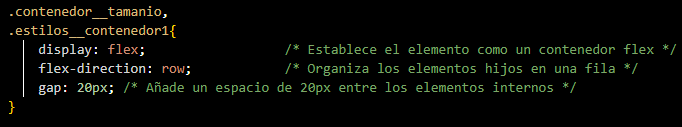 .contenedor__tamanio,
.estilos__contenedor1{
display: flex; /* Establece el elemento como un contenedor flex */
flex-direction: row; /* Organiza los elementos hijos en una fila */
gap: 20px; /* Añade un espacio de 20px entre los elementos internos */
}